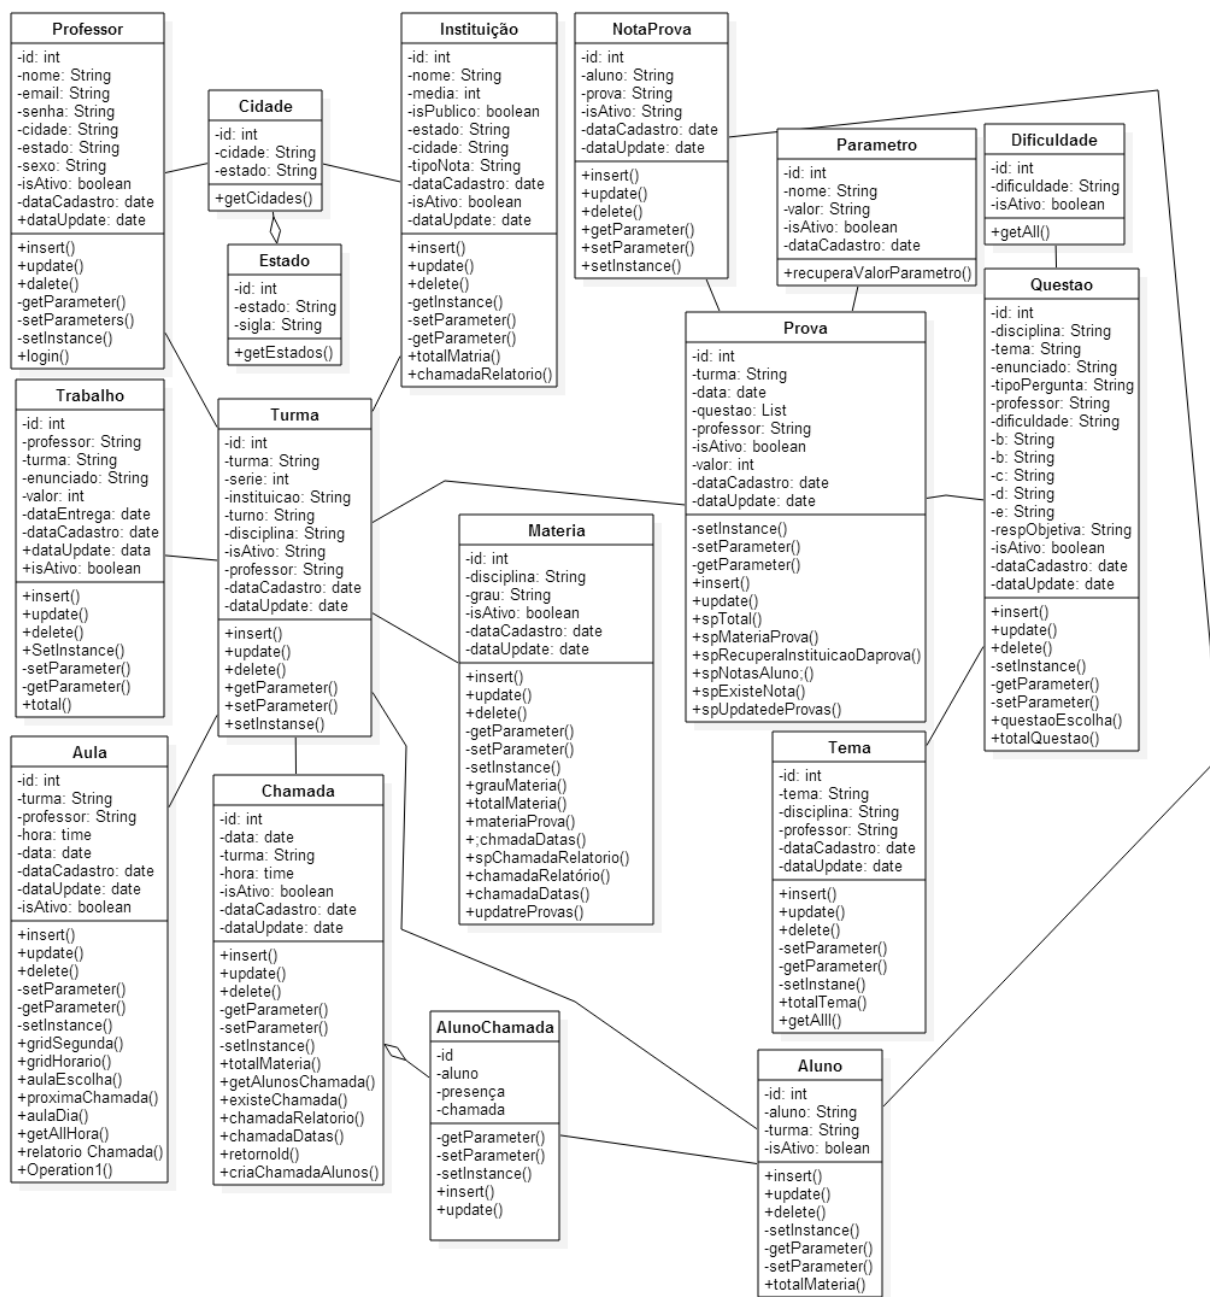 Professor
-id: int
-nome: String
-email: String
-senha: String
-cidade: String
-estado: String
-sexo: String
-isAtivo: boolean
-dataCadastro: date
+dataUpdate: date
+insert()
+update()
+dalete()
-getParameter()
-setParameters()
-setInstance()
+login()
Cidade
-id: int
-cidade: String
-estado: String
+getCidades()
Estado
-id: int
-estado: String
-sigla: String
+getEstados()
Instituição
-id: int
-nome: String
-media: int
-isPublico: boolean
-estado: String
-cidade: String
-tipoNota: String
-dataCadastro: date
-isAtivo: boolean
-dataUpdate: date
+insert()
+update()
+delete()
-getInstance()
-setParameter()
-getParameter()
+totalMatria()
+chamadaRelatorio()
NotaProva
-id: int
-aluno: String
-prova: String
-isAtivo: String
-dataCadastro: date
-dataUpdate: date
+insert()
+update()
+delete()
+getParameter()
+setParameter()
+setInstance()
Parametro
-id: int
-nome: String
-valor: String
-isAtivo: boolean
-dataCadastro: date
+recuperaValorParametro()
Dificuldade
-id: int
-dificuldade: String
-isAtivo: boolean
+getAll()
Questao
-id: int
-disciplina: String
-tema: String
-enunciado: String
-tipoPergunta: String
-professor: String
-dificuldade: String
-b: String
-b: String
-c: String
-d: String
-e: String
-respObjetiva: String
-isAtivo: boolean
-dataCadastro: date
-dataUpdate: date
+insert()
+update()
+delete()
-setInstance()
-getParameter()
-setParameter()
+questaoEscolha()
+totalQuestao()
Prova
-id: int
-turma: String
-data: date
-questao: List
-professor: String
-isAtivo: boolean
-valor: int
-dataCadastro: date
-dataUpdate: date
-setInstance()
-setParameter()
-getParameter()
+insert()
+update()
+spTotal()
+spMateriaProva()
+spRecuperaInstituicaoDaprova()
+spNotasAluno;()
+spExisteNota()
+spUpdatedeProvas()
Trabalho
-id: int
-professor: String
-turma: String
-enunciado: String
-valor: int
-dataEntrega: date
-dataCadastro: date
+dataUpdate: data
+isAtivo: boolean
+insert()
+update()
+delete()
+SetInstance()
-setParameter()
-getParameter()
+total()
Turma
-id: int
-turma: String
-serie: int
-instituicao: String
-turno: String
-disciplina: String
-isAtivo: String
-professor: String
-dataCadastro: date
-dataUpdate: date
+insert()
+update()
+delete()
+getParameter()
+setParameter()
+setInstanse()
Materia
-id: int
-disciplina: String
-grau: String
-isAtivo: boolean
-dataCadastro: date
-dataUpdate: date
+insert()
+update()
+delete()
-getParameter()
-setParameter()
-setInstance()
+grauMateria()
+totalMateria()
+materiaProva()
+;chmadaDatas()
+spChamadaRelatorio()
+chamadaRelatório()
+chamadaDatas()
+updatreProvas()
Tema
-id: int
-tema: String
-disciplina: String
-professor: String
-dataCadastro: date
-dataUpdate: date
+insert()
+update()
+delete()
-setParameter()
-getParameter()
-setInstane()
+totalTema()
+getAlll()
Aula
-id: int
-turma: String
-professor: String
-hora: time
-data: date
-dataCadastro: date
-dataUpdate: date
-isAtivo: boolean
+insert()
+update()
+delete()
-setParameter()
-getParameter()
-setInstance()
+gridSegunda()
+gridHorario()
+aulaEscolha()
+proximaChamada()
+aulaDia()
+getAllHora()
+relatorio Chamada()
+Operation1()
Chamada
-id: int
-data: date
-turma: String
-hora: time
-isAtivo: boolean
-dataCadastro: date
-dataUpdate: date
+insert()
+update()
+delete()
-getParameter()
-setParameter()
-setInstance()
+totalMateria()
+getAlunosChamada()
+existeChamada()
+chamadaRelatorio()
+chamadaDatas()
+retornoId()
+criaChamadaAlunos()
AlunoChamada
-id
-aluno
-presença
-chamada
-getParameter()
-setParameter()
-setInstance()
+insert()
+update()
Aluno
-id: int
-aluno: String
-turma: String
-isAtivo: bolean
+insert()
+update()
+delete()
-setInstance()
-getParameter()
-setParameter()
+totalMateria()